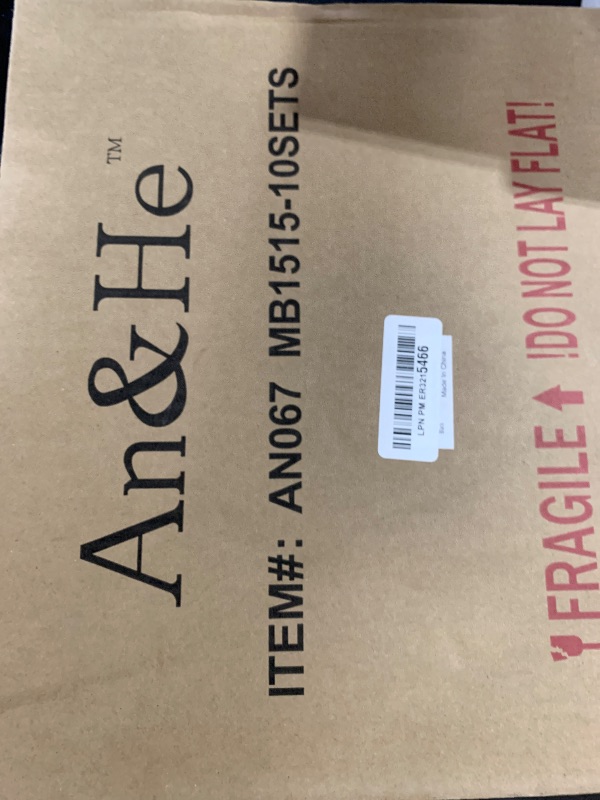 An&He™
ITEM#: AN067 MB1515-10SETS
LPN PM ER3215466
Made In China
FRAGILE !DO NOT LAY FLAT!